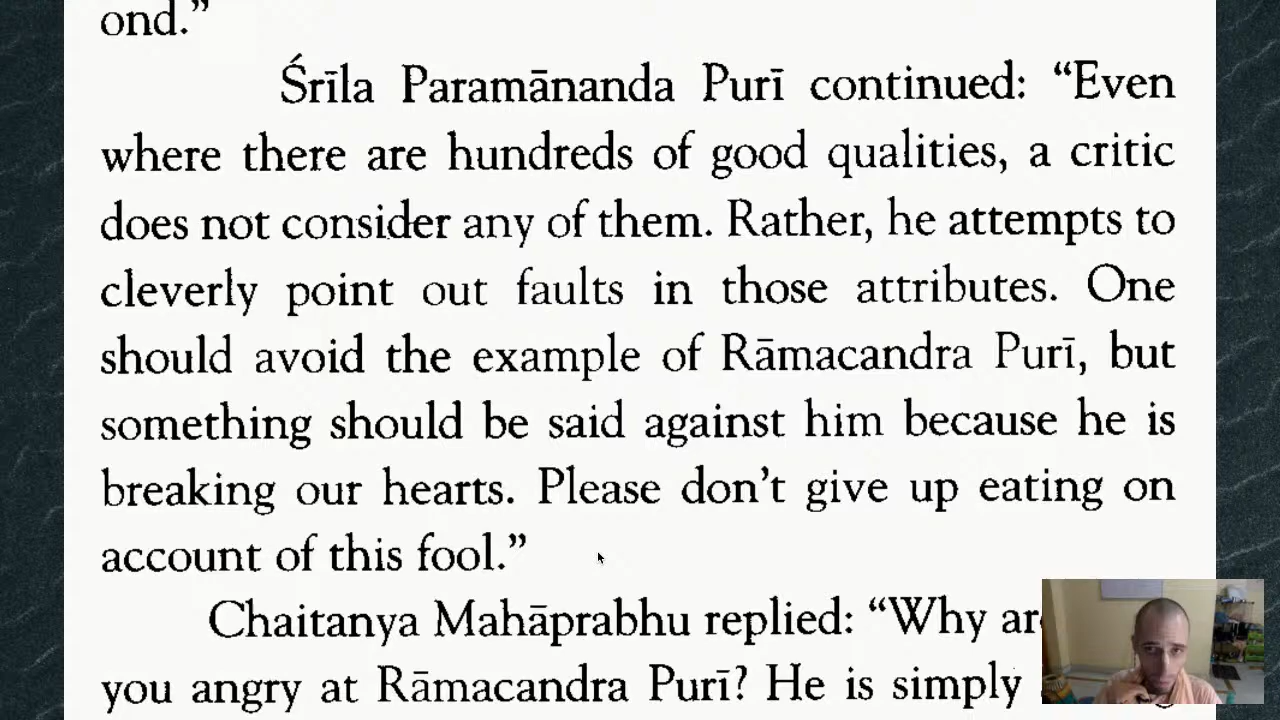 ond.”
Śrīla Paramānanda Purī continued: “Even
where there are hundreds of good qualities, a critic
does not consider any of them. Rather, he attempts to
cleverly point out faults in those attributes. One
should avoid the example of Rāmacandra Purī, but
something should be said against him because he is
breaking our hearts. Please don’t give up eating on
account of this fool.”
Chaitanya Mahāprabhu replied: “Why
you angry at Rāmacandra Purī? He is simply